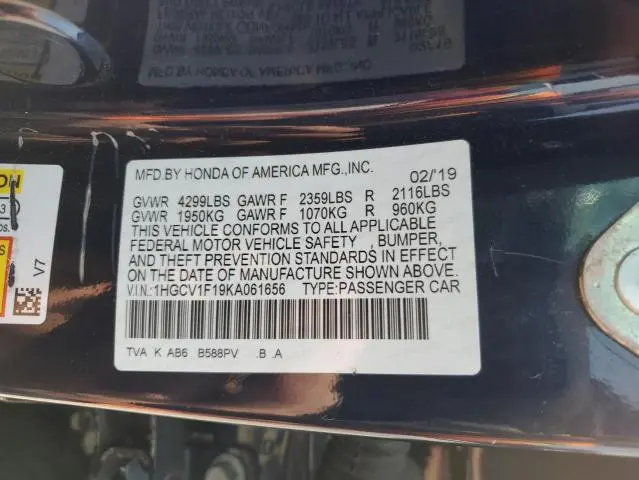 MFD.BY HONDA OF AMERICA MFG.,INC. 02/'19
GVWR 4299LBS GAWR F 2359LBS R 2116LBS
GVWR 1950KG GAWR F 1070KG R 960KG
THIS VEHICLE CONFORMS TO ALL APPLICABLE
FEDERAL MOTOR VEHICLE SAFETY , BUMPER,
AND THEFT PREVENTION STANDARDS IN EFFECT
ON THE DATE OF MANUFACTURE SHOWN ABOVE.
V.I.N.:1HGCV1F19KA061656 TYPE:PASSENGER CAR
TVA K AB6 B588PV .B .A
V7